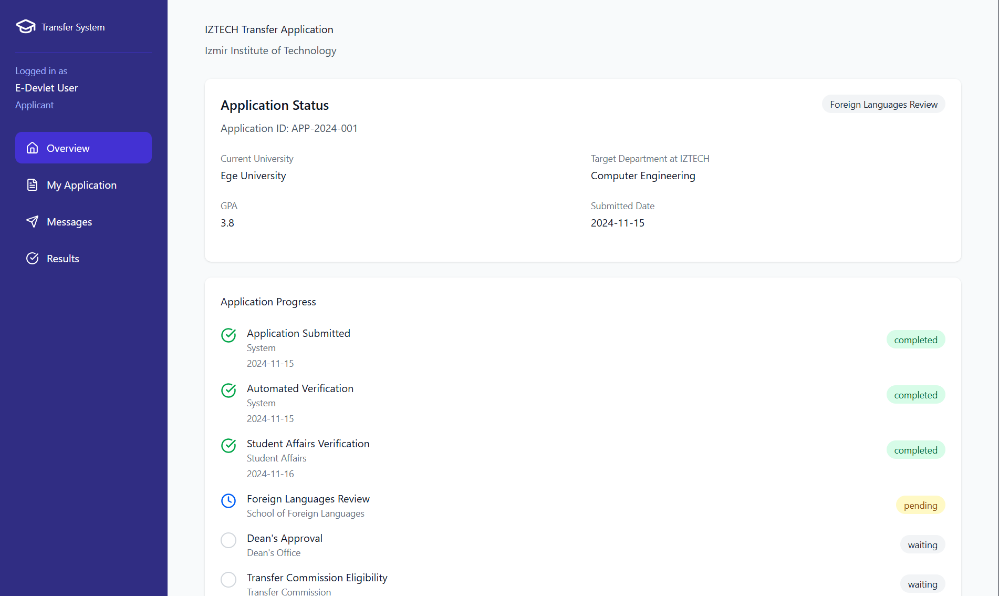 Transfer System
Logged in as
E-Devlet User
Applicant
Overview
My Application
Messages
Results
IZTECH Transfer Application
Izmir Institute of Technology
Application Status
Foreign Languages Review
Application ID: APP-2024-001
Current University
Ege University
Target Department at IZTECH
Computer Engineering
GPA
3.8
Submitted Date
2024-11-15
Application Progress
Application Submitted
System
2024-11-15
completed
Automated Verification
System
2024-11-15
completed
Student Affairs Verification
Student Affairs
2024-11-16
completed
Foreign Languages Review
School of Foreign Languages
pending
Dean's Approval
Dean's Office
waiting
Transfer Commission Eligibility
Transfer Commission
waiting